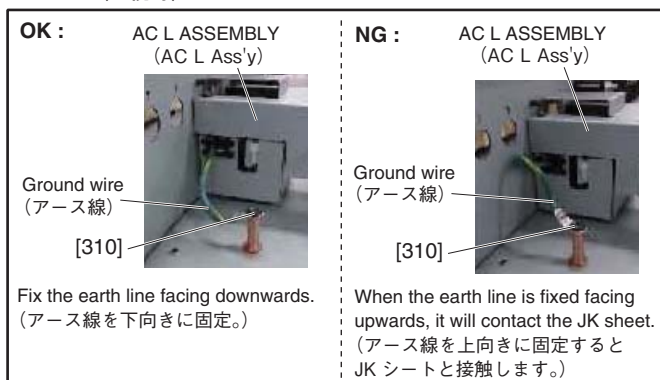 OK :
AC L ASSEMBLY
（AC L Ass'y）
Ground wire
（アース線）
[310]
Fix the earth line facing downwards.
（アース線を下向きに固定。）
NG :
AC L ASSEMBLY
（AC L Ass'y）
Ground wire
（アース線）
[310]
When the earth line is fixed facing
upwards, it will contact the JK sheet.
（アース線を上向きに固定すると
JK シートと接触します。）